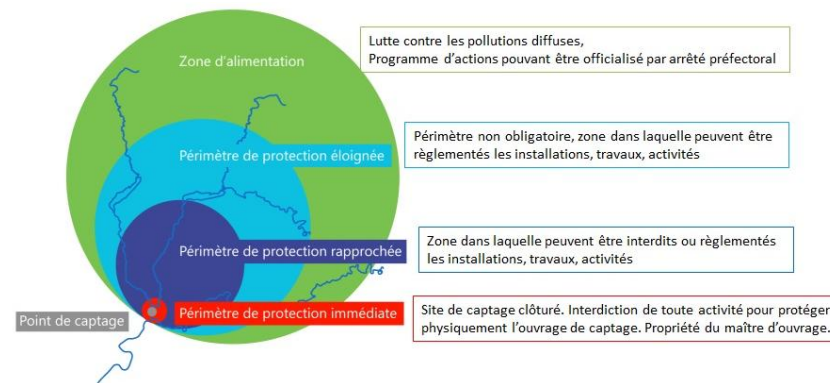 Zone d'alimentation
Lutte contre les pollutions diffuses,
Programme d'actions pouvant être officialisé par arrêté préfectoral
Périmètre de protection éloignée
Périmètre non obligatoire, zone dans laquelle peuvent être
règlementés les installations, travaux, activités
Périmètre de protection rapprochée
Zone dans laquelle peuvent être interdits ou règlementés
les installations, travaux, activités
Point de captage
Périmètre de protection immédiate
Site de captage clôturé. Interdiction de toute activité pour protéger
physiquement l'ouvrage de captage. Propriété du maître d'ouvrage.